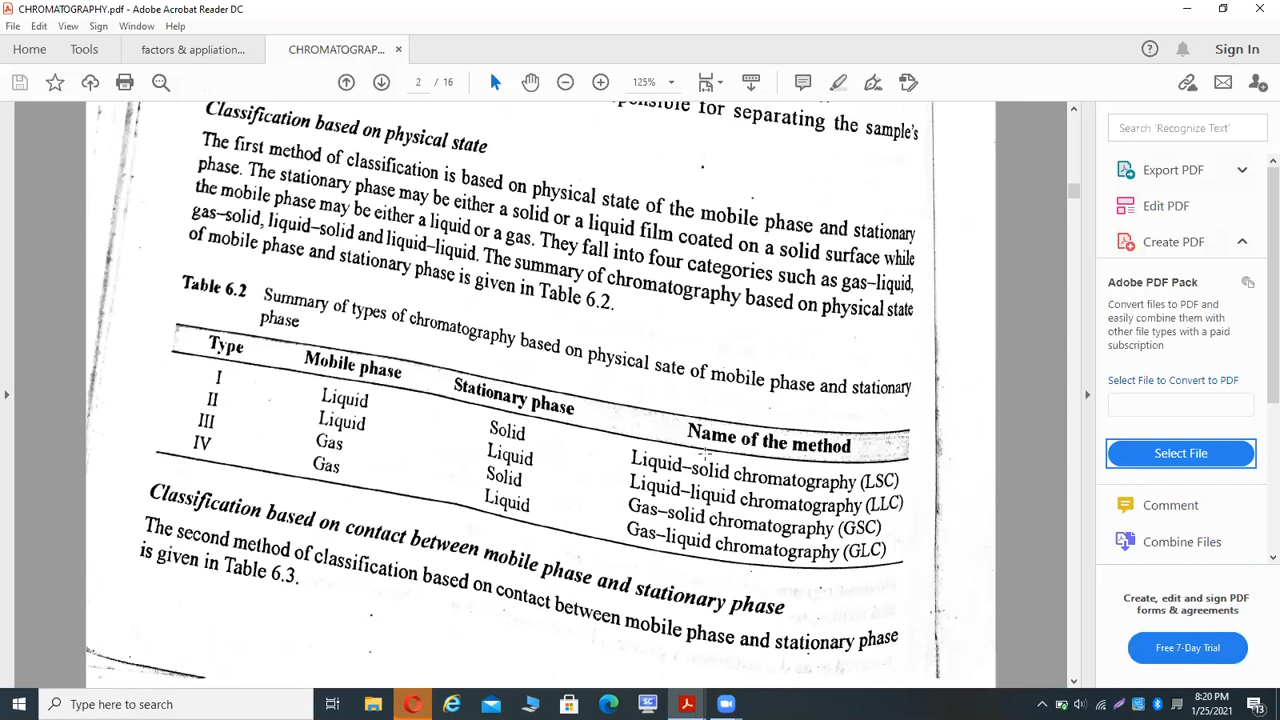 CHROMATOGRAPHY.pdf - Adobe Acrobat Reader DC
File Edit View Sign Window Help
Home Tools factors & appliation... CHROMATOGRAP... × Sign In
2 / 16 125%
responsible for separating the sample's
Classification based on physical state
The first method of classification is based on physical state of the mobile phase and stationary
phase. The stationary phase may be either a solid or a liquid film coated on a solid surface while
the mobile phase may be either a liquid or a gas. They fall into four categories such as gas–liquid,
gas–solid, liquid–solid and liquid–liquid. The summary of chromatography based on physical state
of mobile phase and stationary phase is given in Table 6.2.
Table 6.2 Summary of types of chromatography based on physical sate of mobile phase and stationary
phase
Type Mobile phase Stationary phase Name of the method
I Liquid Solid Liquid–solid chromatography (LSC)
II Liquid Liquid Liquid–liquid chromatography (LLC)
III Gas Solid Gas–solid chromatography (GSC)
IV Gas Liquid Gas–liquid chromatography (GLC)
Classification based on contact between mobile phase and stationary phase
The second method of classification based on contact between mobile phase and stationary phase
is given in Table 6.3.
Search 'Recognize Text'
Export PDF
Edit PDF
Create PDF
Adobe PDF Pack
Convert files to PDF and
easily combine them with
other file types with a paid
subscription
Select File to Convert to PDF
Select File
Comment
Combine Files
Create, edit and sign PDF
forms & agreements
Free 7-Day Trial
Type here to search
SC
8:20 PM
1/25/2021
13